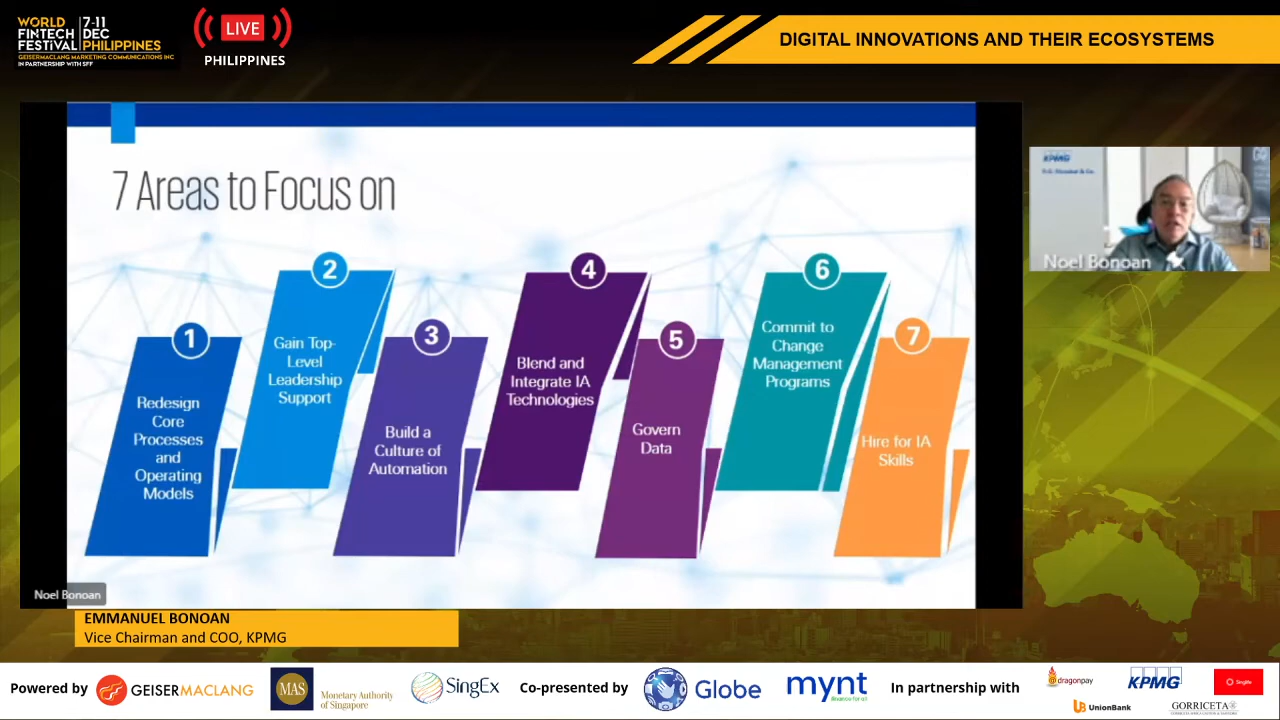 WORLD
FINTECH
FESTIVAL
7-11
DEC
PHILIPPINES
GEISERMACLANG MARKETING COMMUNICATIONS INC
IN PARTNERSHIP WITH SFF
LIVE
PHILIPPINES
DIGITAL INNOVATIONS AND THEIR ECOSYSTEMS
7 Areas to Focus on
1
Redesign
Core
Processes
and
Operating
Models
2
Gain Top-
Level
Leadership
Support
3
Build a
Culture of
Automation
4
Blend and
Integrate IA
Technologies
5
Govern
Data
6
Commit to
Change
Management
Programs
7
Hire for IA
Skills
KPMG
Noel Bonoan
Noel Bonoan
EMMANUEL BONOAN
Vice Chairman and COO, KPMG
Powered by
GEISERMACLANG
MAS
Monetary Authority
of Singapore
SingEx
Co-presented by
Globe
mynt
finance for all
In partnership with
dragonpay
UnionBank
KPMG
GORRICETA
Singlife